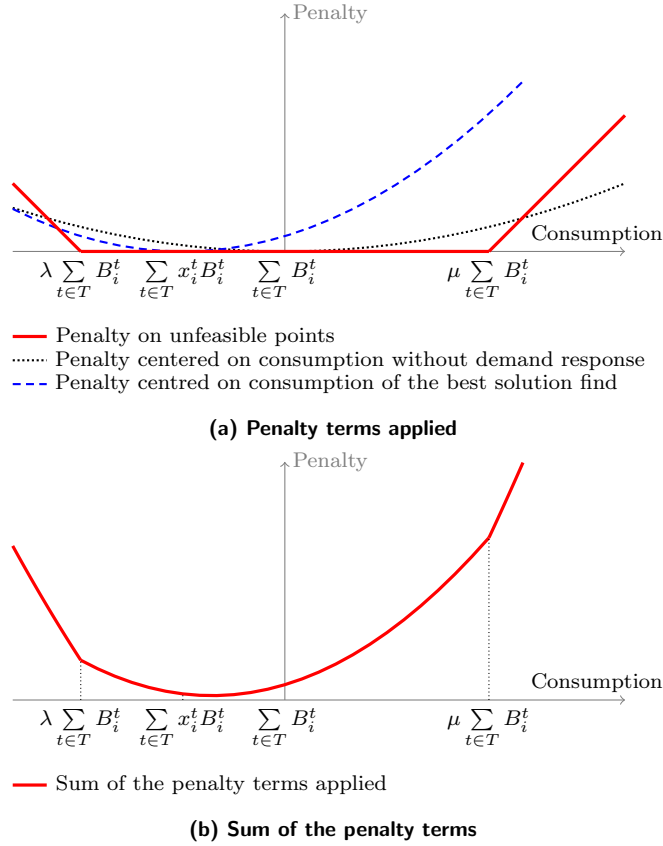 Penalty
Consumption
λ ∑_{t∈T} B_i^t ∑_{t∈T} x_i^t B_i^t ∑_{t∈T} B_i^t μ ∑_{t∈T} B_i^t
Penalty on unfeasible points
Penalty centered on consumption without demand response
Penalty centred on consumption of the best solution find
(a) Penalty terms applied
Penalty
Consumption
λ ∑_{t∈T} B_i^t ∑_{t∈T} x_i^t B_i^t ∑_{t∈T} B_i^t μ ∑_{t∈T} B_i^t
Sum of the penalty terms applied
(b) Sum of the penalty terms